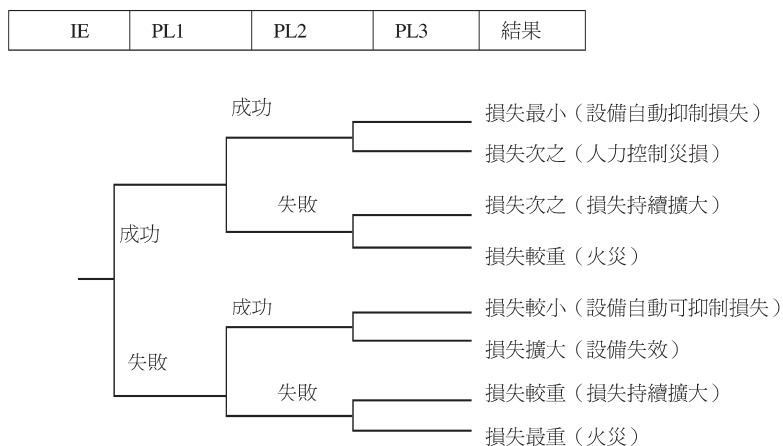 IE PL1 PL2 PL3 結果
成功
損失最小（設備自動抑制損失）
損失次之（人力控制災損）
失敗
損失次之（損失持續擴大）
成功
損失較重（火災）
成功
損失較小（設備自動可抑制損失）
損失擴大（設備失效）
失敗
失敗
損失較重（損失持續擴大）
損失最重（火災）